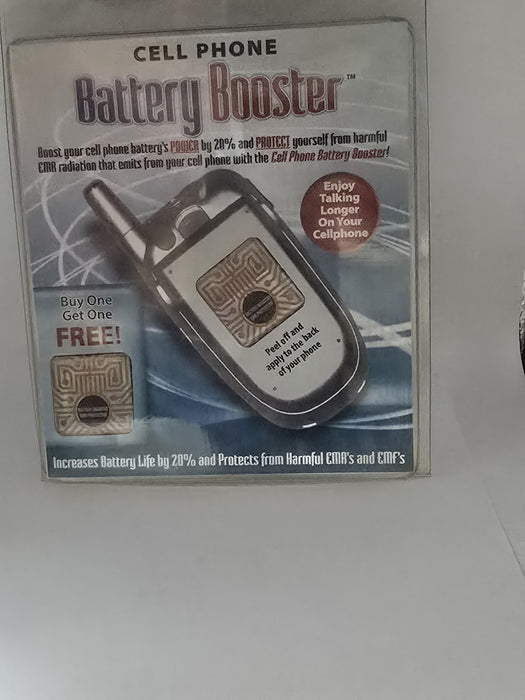 CELL PHONE
Battery Booster™
Boost your cell phone battery's POWER by 20% and PROTECT yourself from harmful
EMR radiation that emits from your cell phone with the Cell Phone Battery Booster!
Enjoy
Talking
Longer
On Your
Cellphone
Peel off and
apply to the back
of your phone
Buy One
Get One
FREE!
BATTERY BOOSTER
Increases Battery Life by 20% and Protects from Harmful EMR's and EMF's